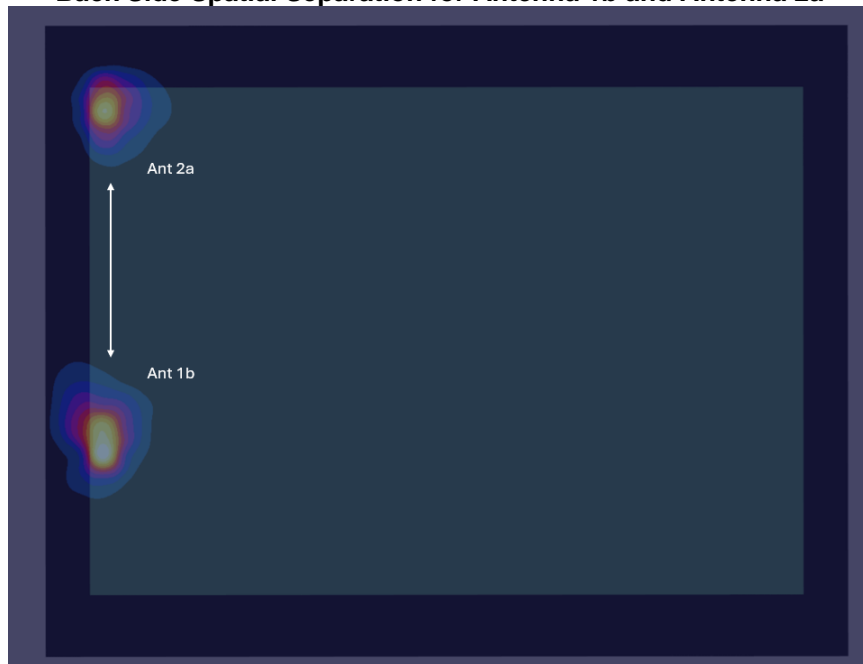 Back Side Spatial Separation for Antenna 1b and Antenna 2a
Ant 2a
Ant 1b